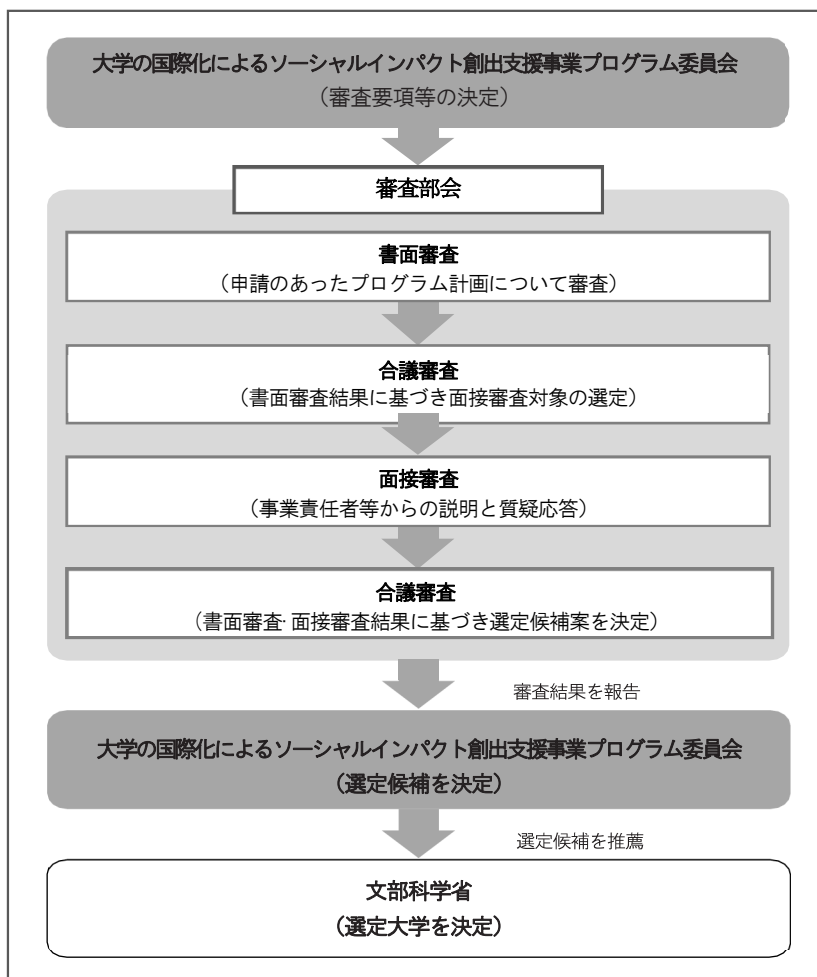 大学の国際化によるソーシャルインパクト創出支援事業プログラム委員会
（審査要項等の決定）
審査部会
書面審査
（申請のあったプログラム計画について審査）
合議審査
（書面審査結果に基づき面接審査対象の選定）
面接審査
（事業責任者等からの説明と質疑応答）
合議審査
（書面審査･面接審査結果に基づき選定候補案を決定）
審査結果を報告
大学の国際化によるソーシャルインパクト創出支援事業プログラム委員会
（選定候補を決定）
選定候補を推薦
文部科学省
（選定大学を決定）